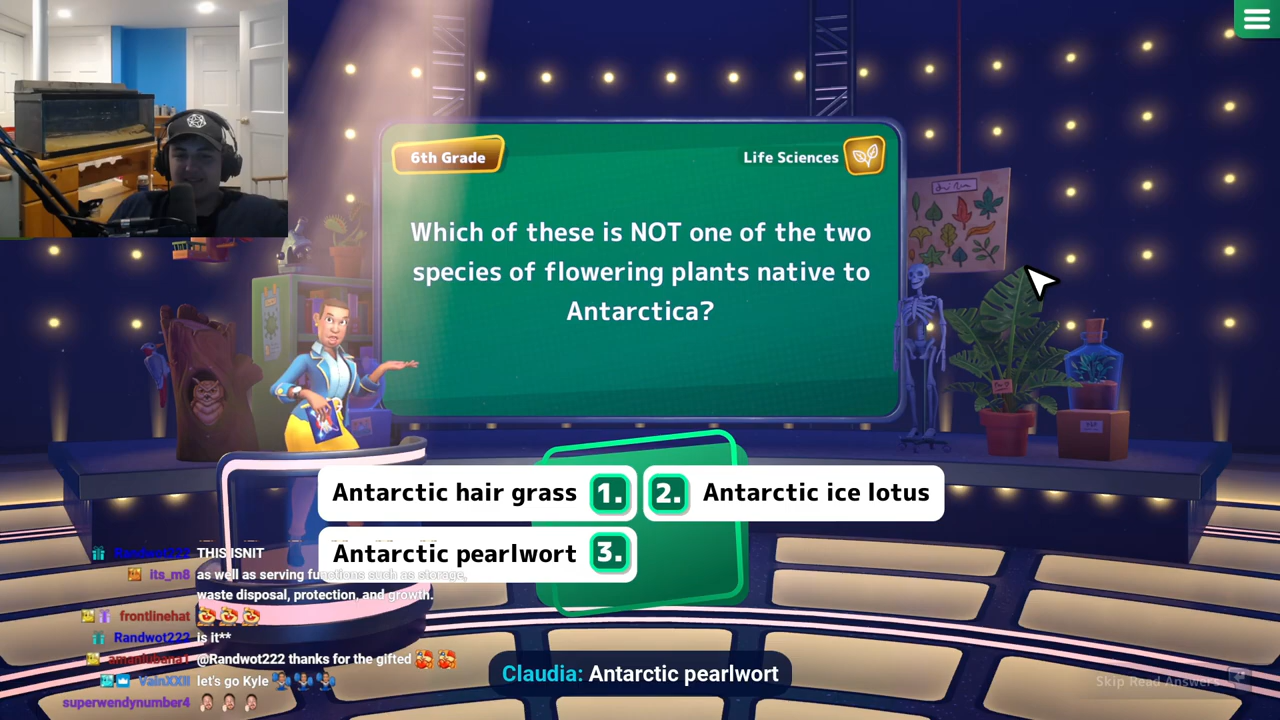 6th Grade
Life Sciences
Which of these is NOT one of the two
species of flowering plants native to
Antarctica?
Antarctic hair grass 1.
2. Antarctic ice lotus
Antarctic pearlwort 3.
Randwot222 THIS ISNIT
its_m8 as well as serving functions such as storage,
waste disposal, protection, and growth.
frontlinehat
Randwot222 is it**
@Randwot222 thanks for the gifted
VainXXII let's go Kyle
superwendynumber4
Claudia: Antarctic pearlwort
Skip Read Answers